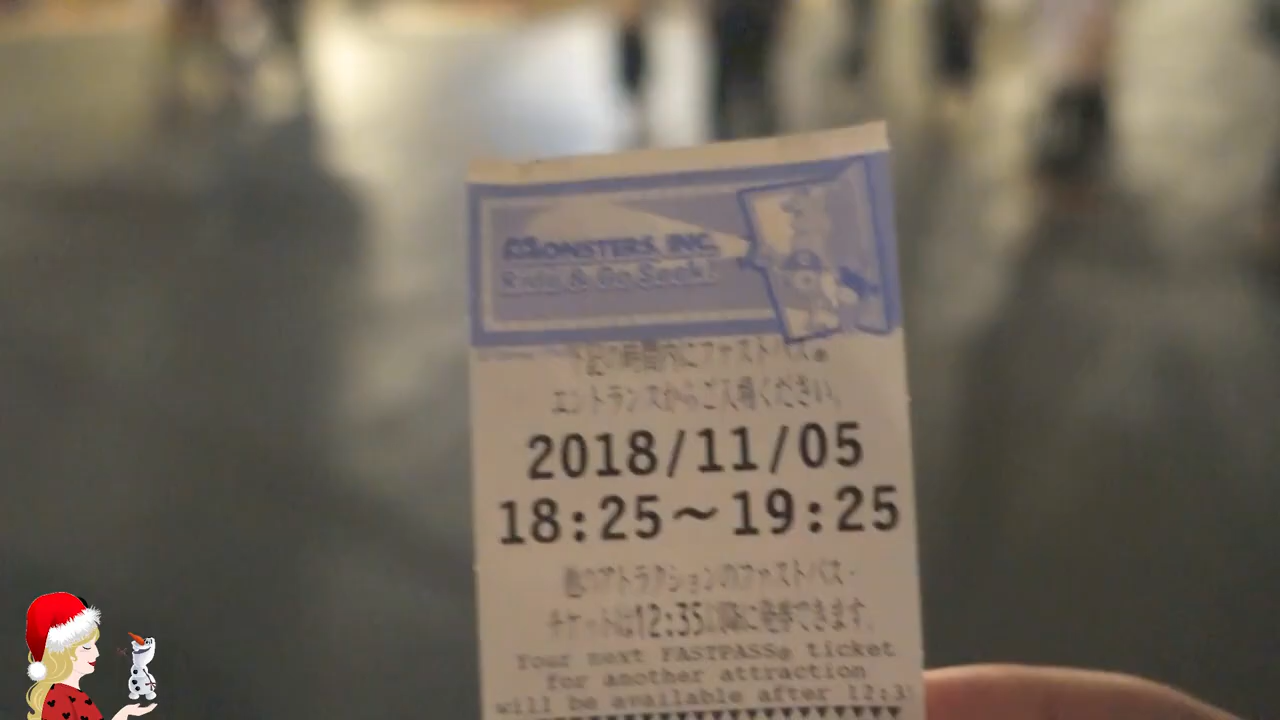 MONSTERS, INC.
Ride & Go Seek!
下記の時間内にファストパス®
エントランスからご入場ください。
2018/11/05
18:25～19:25
他のアトラクションのファストパス・
チケットは12:35以降に発券できます。
Your next FASTPASS® ticket
for another attraction
will be available after 12:3